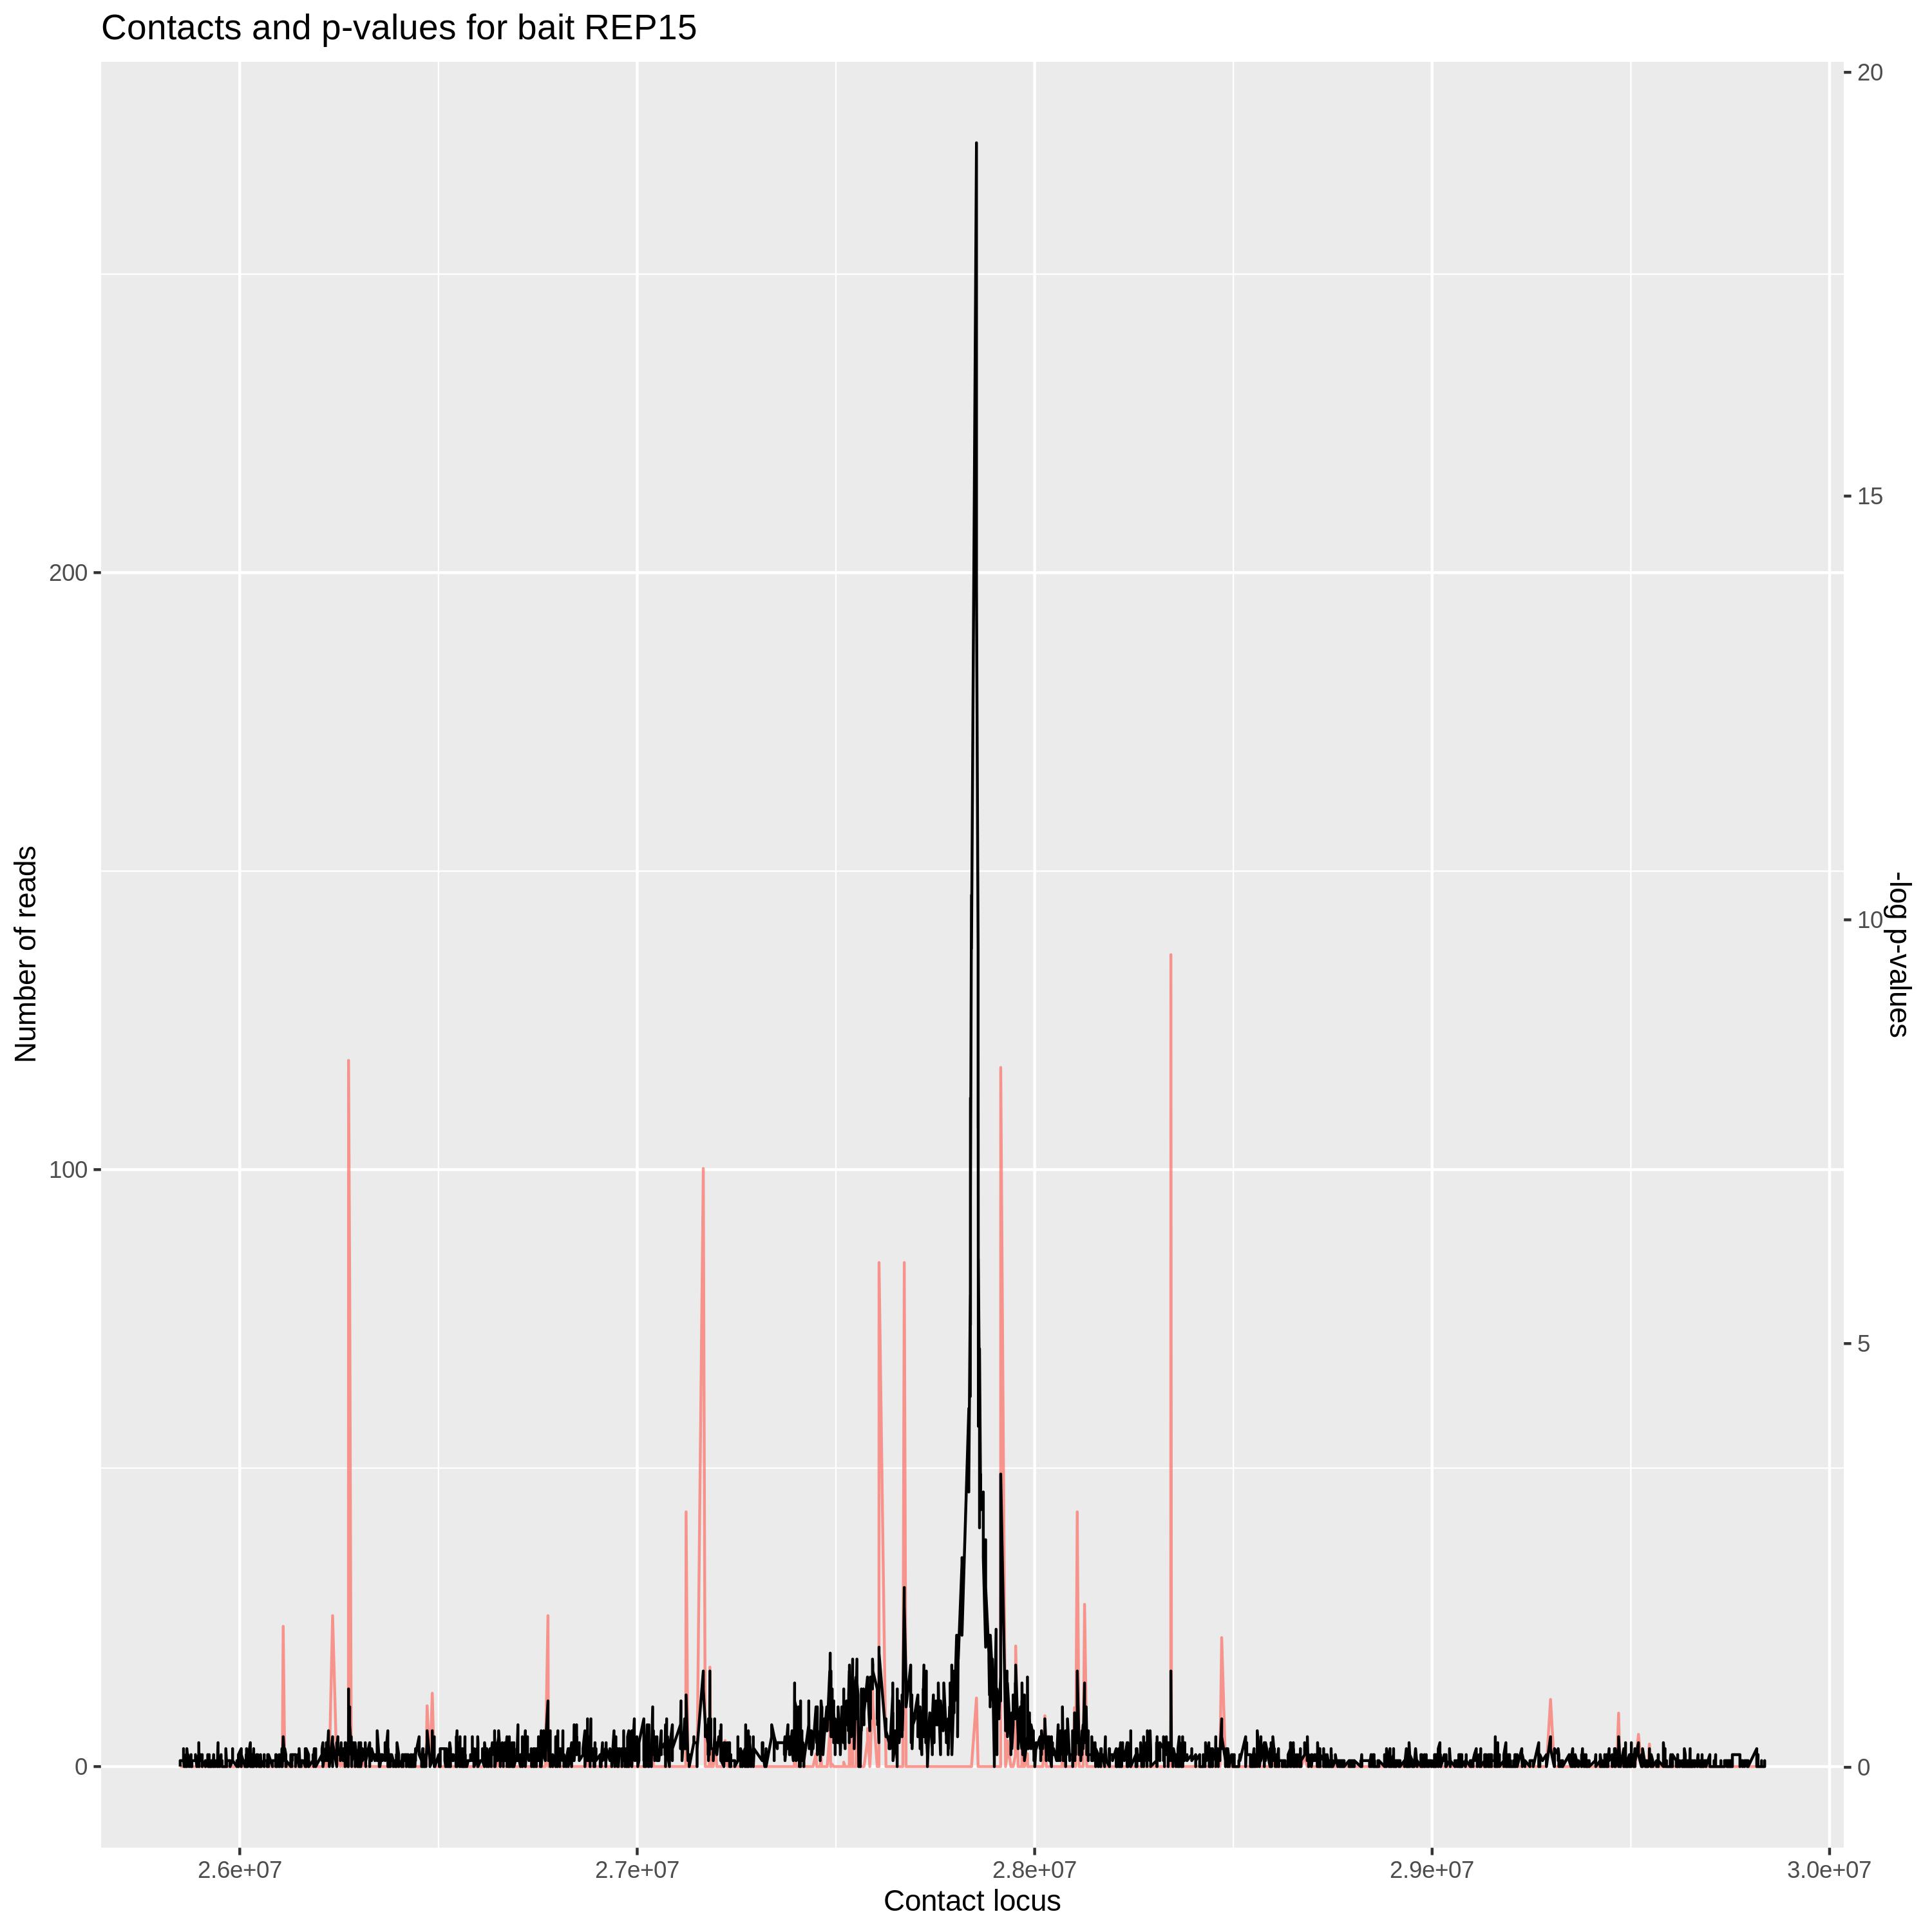 Contacts and p-values for bait REP15
Number of reads
200
100
0
20
15
10
5
0
-log p-values
2.6e+07 2.7e+07 2.8e+07 2.9e+07 3.0e+07
Contact locus